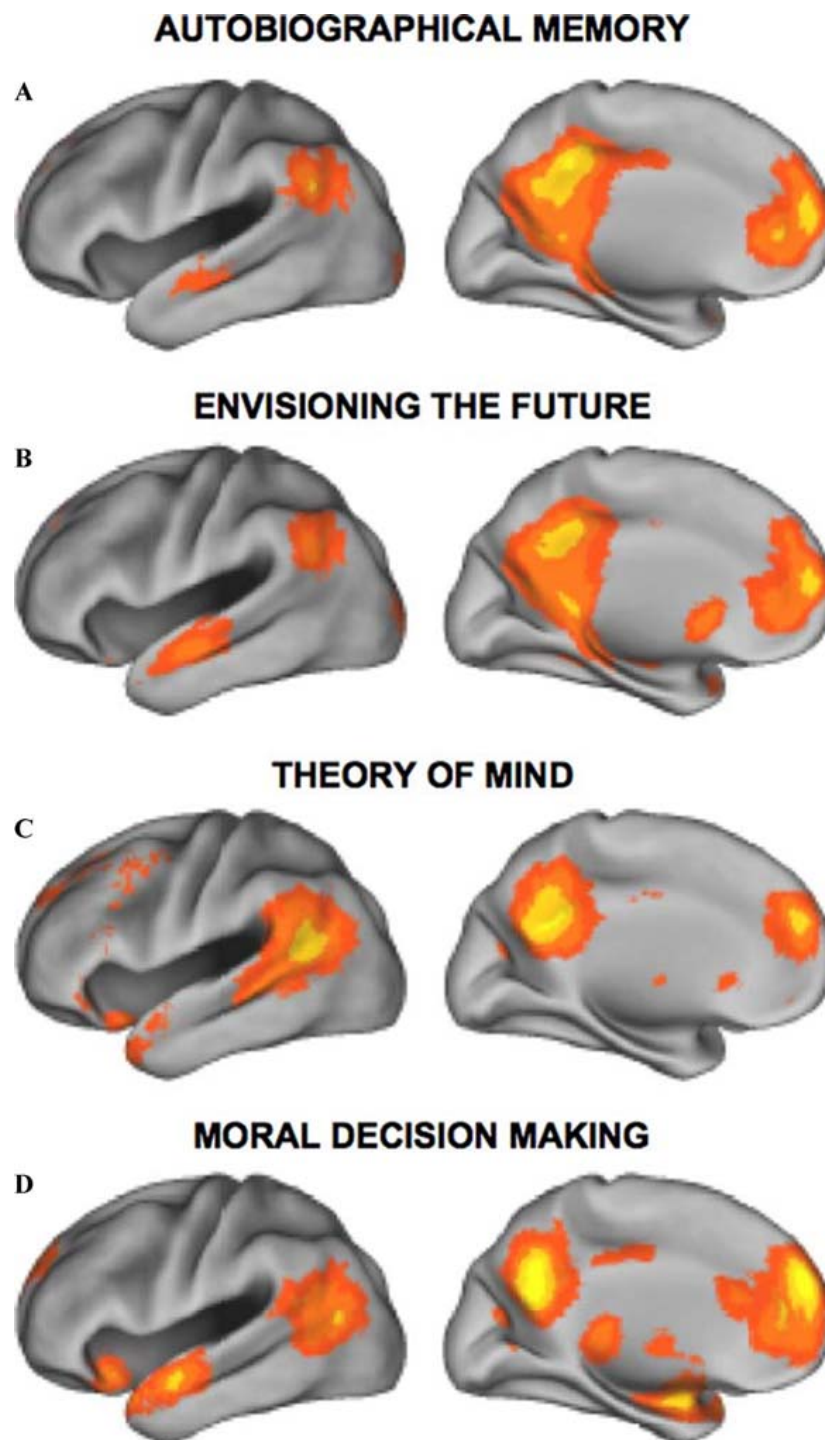 AUTOBIOGRAPHICAL MEMORY
A
ENVISIONING THE FUTURE
B
THEORY OF MIND
C
MORAL DECISION MAKING
D